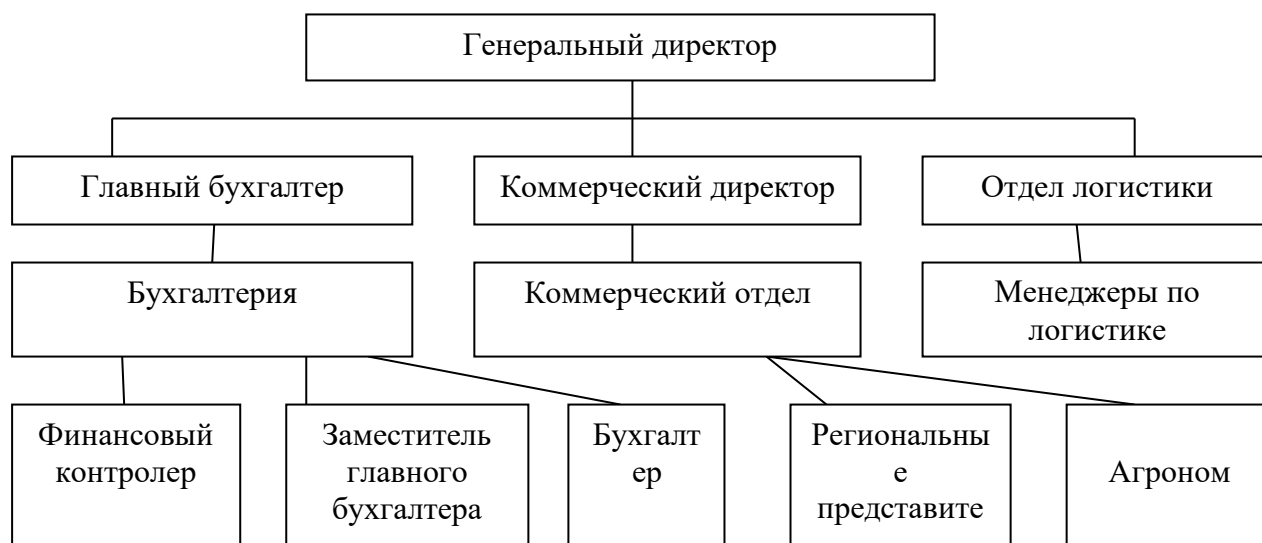 Генеральный директор
Главный бухгалтер
Коммерческий директор
Отдел логистики
Бухгалтерия
Коммерческий отдел
Менеджеры по
логистике
Финансовый
контролер
Заместитель
главного
бухгалтера
Бухгалт
ер
Региональны
е
представите
Агроном